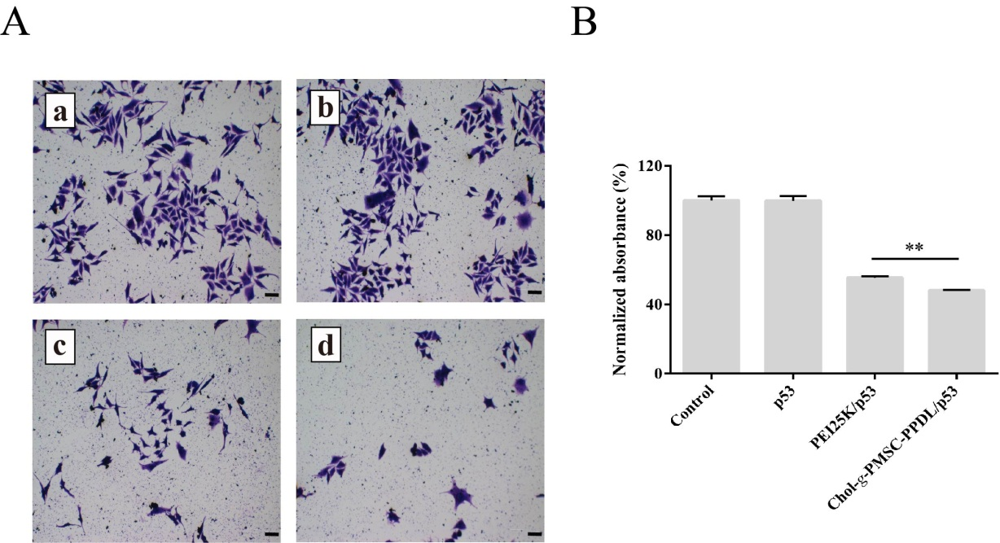 A
B
a
b
c
d
Normalized absorbance (%)
120
80
40
0
**
Control
p53
PEI25K/p53
Chol-g-PMSC-PPDL/p53